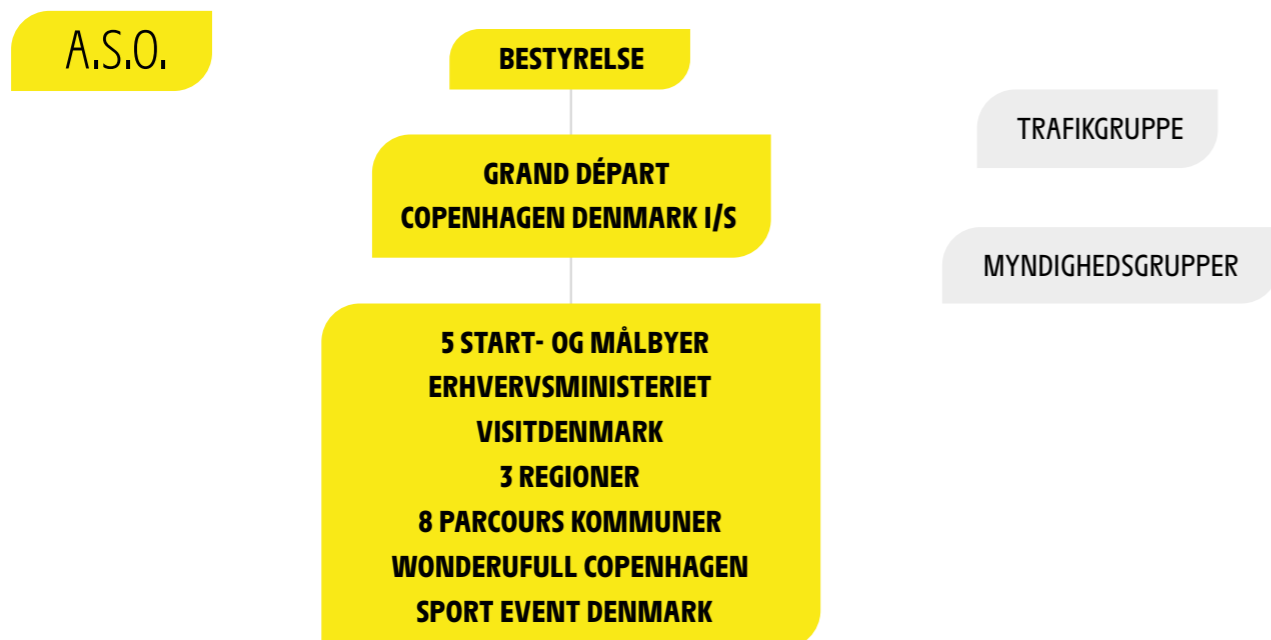 A.S.O.
BESTYRELSE
GRAND DÉPART
COPENHAGEN DENMARK I/S
TRAFIKGRUPPE
MYNDIGHEDSGRUPPER
5 START- OG MÅLBYER
ERHVERVSMINISTERIET
VISITDENMARK
3 REGIONER
8 PARCOURS KOMMUNER
WONDERUFULL COPENHAGEN
SPORT EVENT DENMARK